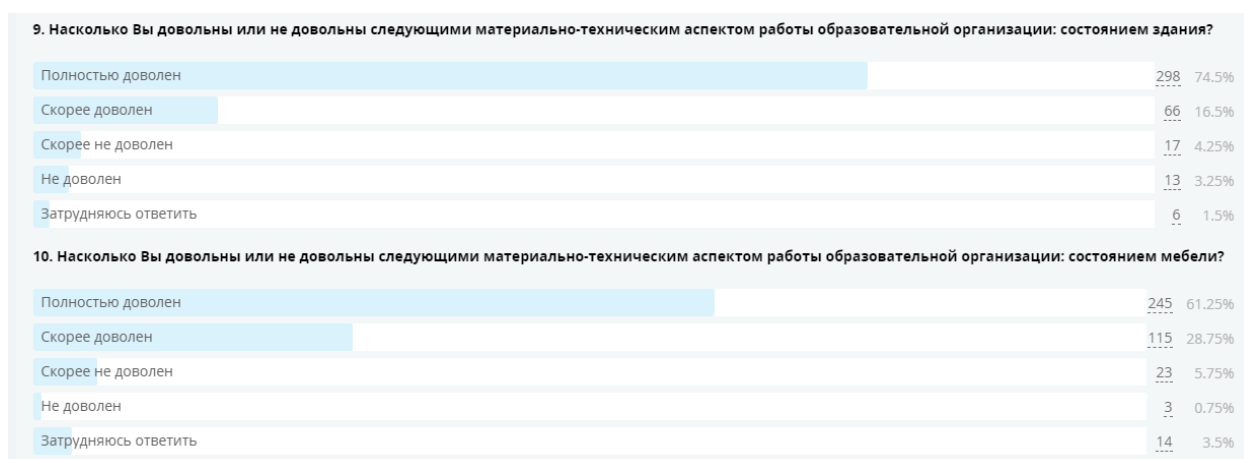 9. Насколько Вы довольны или не довольны следующими материально-техническим аспектом работы образовательной организации: состоянием здания?
Полностью доволен 298 74.5%
Скорее доволен 66 16.5%
Скорее не доволен 17 4.25%
Не доволен 13 3.25%
Затрудняюсь ответить 6 1.5%
10. Насколько Вы довольны или не довольны следующими материально-техническим аспектом работы образовательной организации: состоянием мебели?
Полностью доволен 245 61.25%
Скорее доволен 115 28.75%
Скорее не доволен 23 5.75%
Не доволен 3 0.75%
Затрудняюсь ответить 14 3.5%